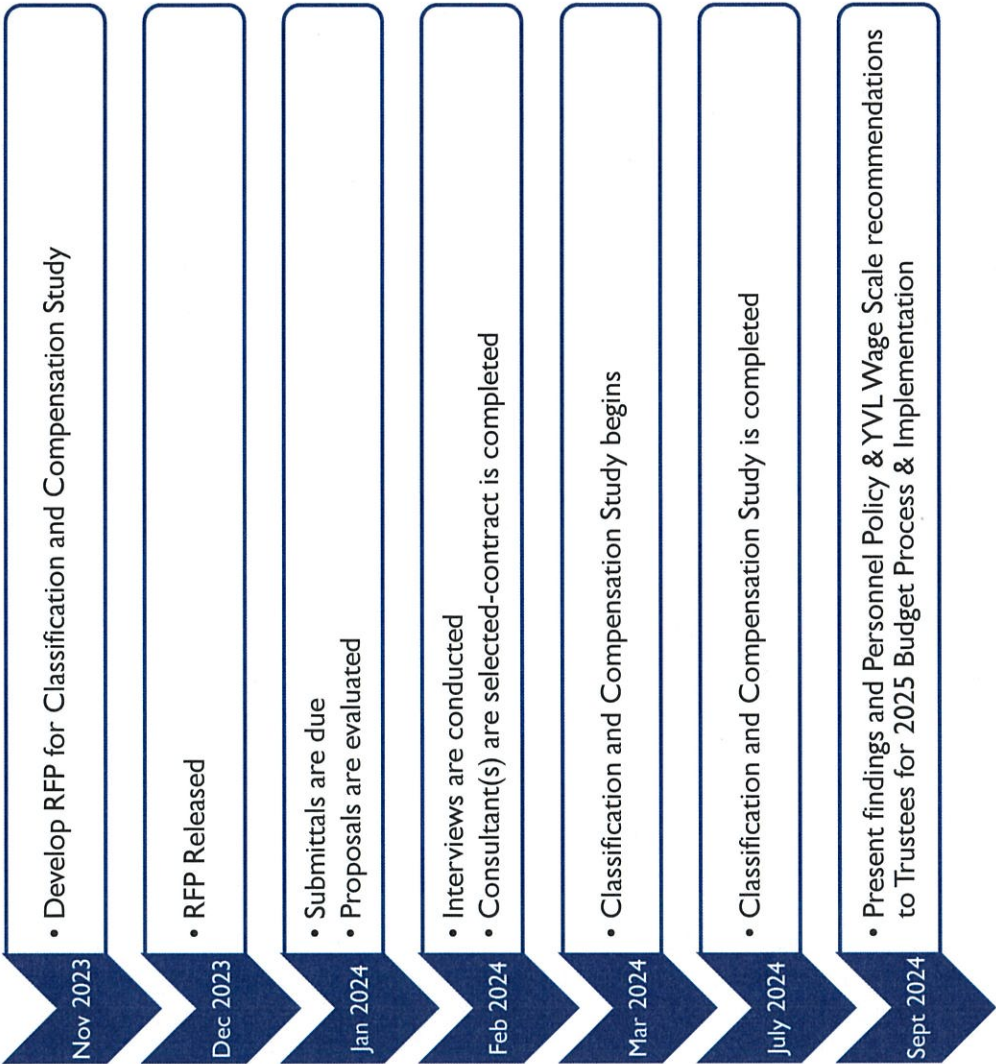 Nov 2023
• Develop RFP for Classification and Compensation Study
Dec 2023
• RFP Released
Jan 2024
• Submittals are due
• Proposals are evaluated
Feb 2024
• Interviews are conducted
• Consultant(s) are selected-contract is completed
Mar 2024
• Classification and Compensation Study begins
July 2024
• Classification and Compensation Study is completed
Sept 2024
• Present findings and Personnel Policy & YVL Wage Scale recommendations
to Trustees for 2025 Budget Process & Implementation